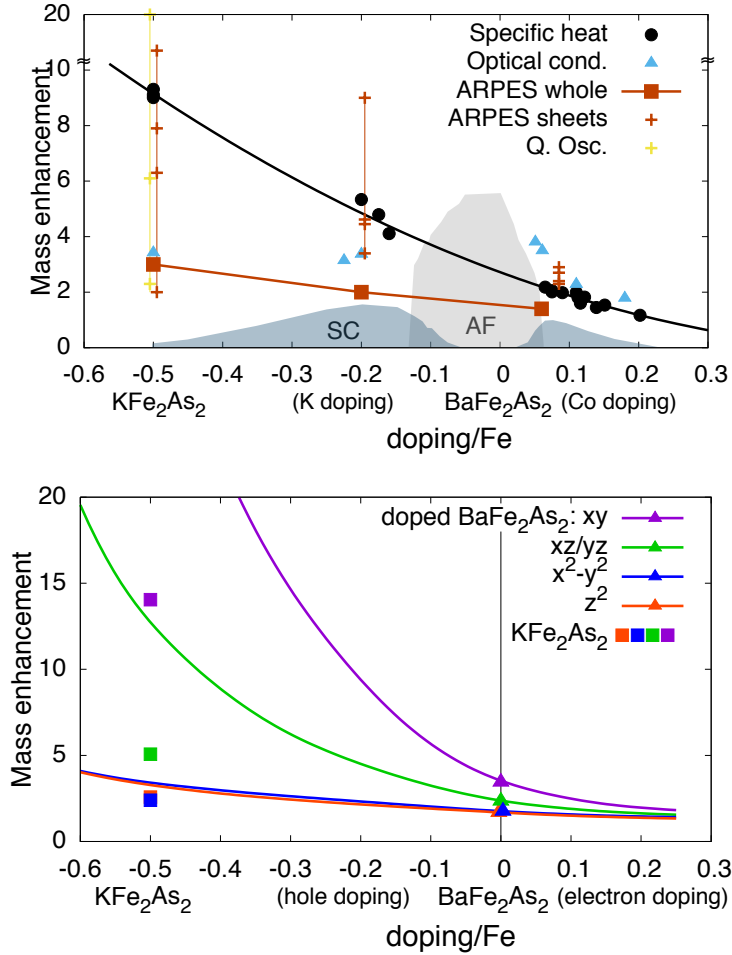 20
10
8
6
4
2
0
Mass enhancement
Specific heat
Optical cond.
ARPES whole
ARPES sheets
Q. Osc.
SC
AF
-0.6 -0.5 -0.4 -0.3 -0.2 -0.1 0 0.1 0.2 0.3
KFe₂As₂ (K doping) BaFe₂As₂ (Co doping)
doping/Fe
20
15
10
5
0
Mass enhancement
doped BaFe₂As₂: xy
xz/yz
x²-y²
z²
KFe₂As₂
-0.6 -0.5 -0.4 -0.3 -0.2 -0.1 0 0.1 0.2 0.3
KFe₂As₂ (hole doping) BaFe₂As₂ (electron doping)
doping/Fe